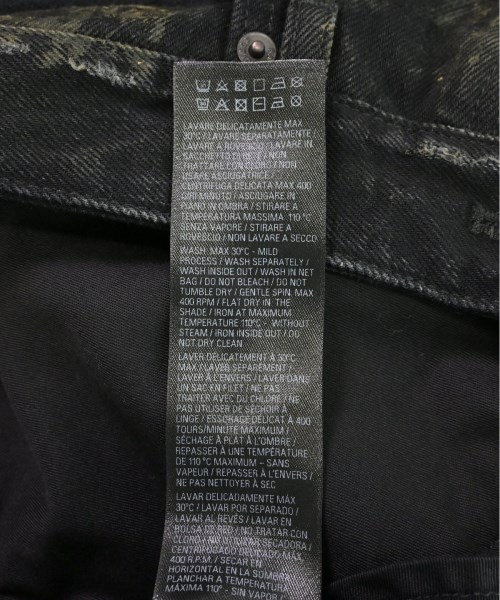 LAVARE DELICATAMENTE MAX
30°C / LAVARE SEPARATAMENTE
LAVARE A ROVESCIO / LAVARE IN
SACCHETTO DI RETE / NON
TRATTARE CON CLORO / NON
USARE ASCIUGATRICE /
CENTRIFUGA DELICATA MAX 400
GIRI MINUTO / ASCIUGARE IN
PIANO IN OMBRA / STIRARE A
TEMPERATURA MASSIMA 110°C
SENZA VAPORE / STIRARE A
ROVESCIO / NON LAVARE A SECCO
WASH MAX 30°C - MILD
PROCESS / WASH SEPARATELY /
WASH INSIDE OUT / WASH IN NET
BAG / DO NOT BLEACH / DO NOT
TUMBLE DRY / GENTLE SPIN, MAX
400 RPM / FLAT DRY IN THE
SHADE / IRON AT MAXIMUM
TEMPERATURE 110°C - WITHOUT
STEAM / IRON INSIDE OUT / DO
NOT DRY CLEAN
LAVER DÉLICATEMENT À 30°C
MAX / LAVER SÉPARÉMENT /
LAVER À L'ENVERS / LAVER DANS
UN SAC EN FILET / NE PAS
TRAITER AVEC DU CHLORE / NE
PAS UTILISER DE SÉCHOIR À
LINGE / ESSORAGE DÉLICAT À 400
TOURS/MINUTE MAXIMUM /
SÉCHAGE À PLAT À L'OMBRE /
REPASSER À UNE TEMPÉRATURE
DE 110 °C MAXIMUM – SANS
VAPEUR / REPASSER À L'ENVERS /
NE PAS NETTOYER À SEC
LAVAR DELICADAMENTE MÁX
30°C / LAVAR POR SEPARADO /
LAVAR AL REVÉS / LAVAR EN
BOLSA DE RED / NO TRATAR CON
CLORO / NO UTILIZAR SECADORA /
CENTRIFUGADO DELICADO MAX
400 R.P.M. / SECAR EN
HORIZONTAL EN LA SOMBRA
PLANCHAR A TEMPERATURA
MÁXIMA 110° - SIN VAPOR /